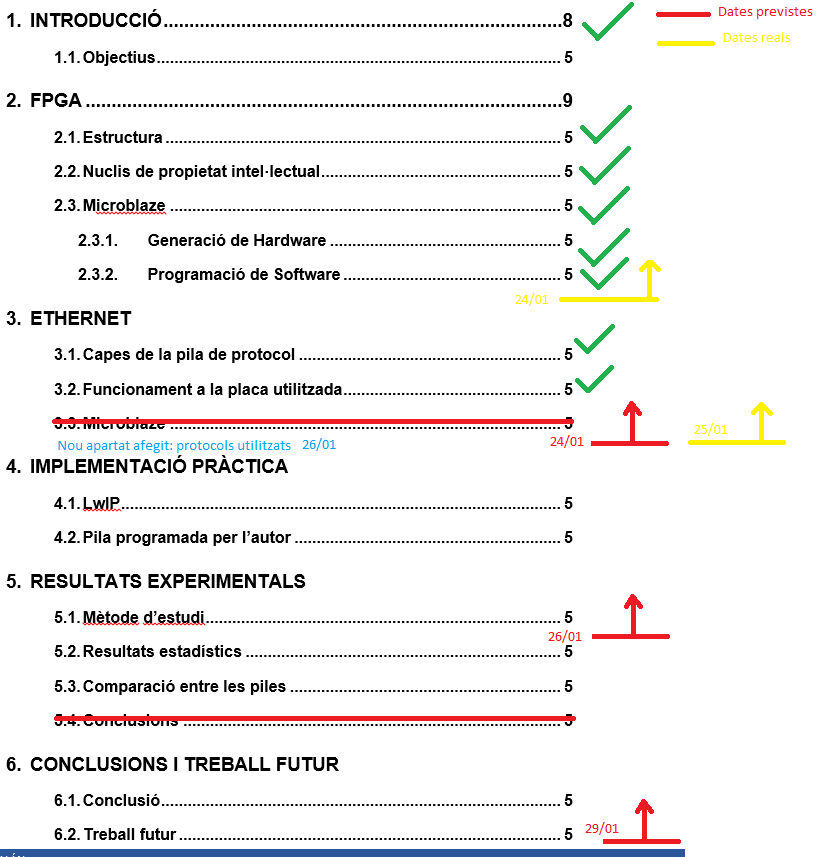 1. INTRODUCCIÓ 8
Dates previstes
Dates reals
1.1. Objectius 5
2. FPGA 9
2.1. Estructura 5
2.2. Nuclis de propietat intel·lectual 5
2.3. Microblaze 5
2.3.1. Generació de Hardware 5
2.3.2. Programació de Software 5
24/01
3. ETHERNET
3.1. Capes de la pila de protocol 5
3.2. Funcionament a la placa utilitzada 5
3.3. Microblaze 5
25/01
Nou apartat afegit: protocols utilitzats 26/01
24/01
4. IMPLEMENTACIÓ PRÀCTICA
4.1. LwIP 5
4.2. Pila programada per l'autor 5
5. RESULTATS EXPERIMENTALS
5.1. Mètode d'estudi 5
26/01
5.2. Resultats estadístics 5
5.3. Comparació entre les piles 5
5.4. Conclusions 5
6. CONCLUSIONS I TREBALL FUTUR
6.1. Conclusió 5
6.2. Treball futur 5
29/01